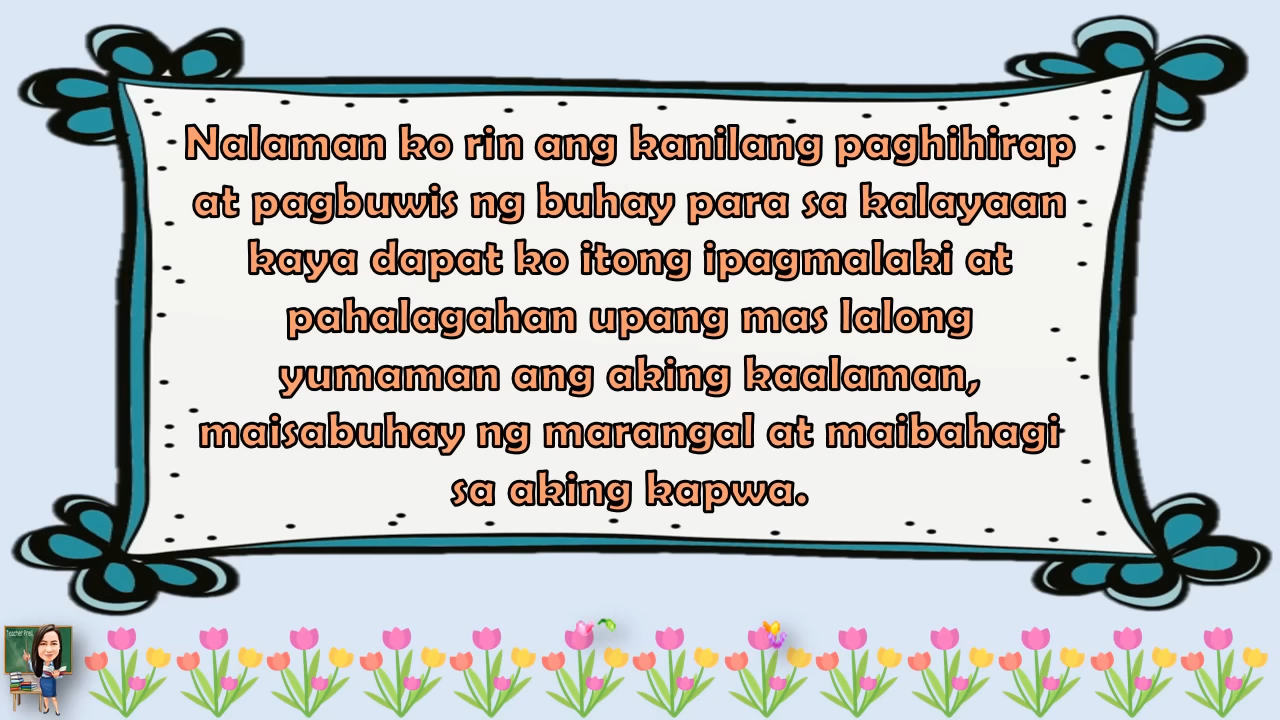 Nalaman ko rin ang kanilang paghihirap
at pagbuwis ng buhay para sa kalayaan
kaya dapat ko itong ipagmalaki at
pahalagahan upang mas lalong
yumaman ang aking kaalaman,
maisabuhay ng marangal at maibahagi
sa aking kapwa.